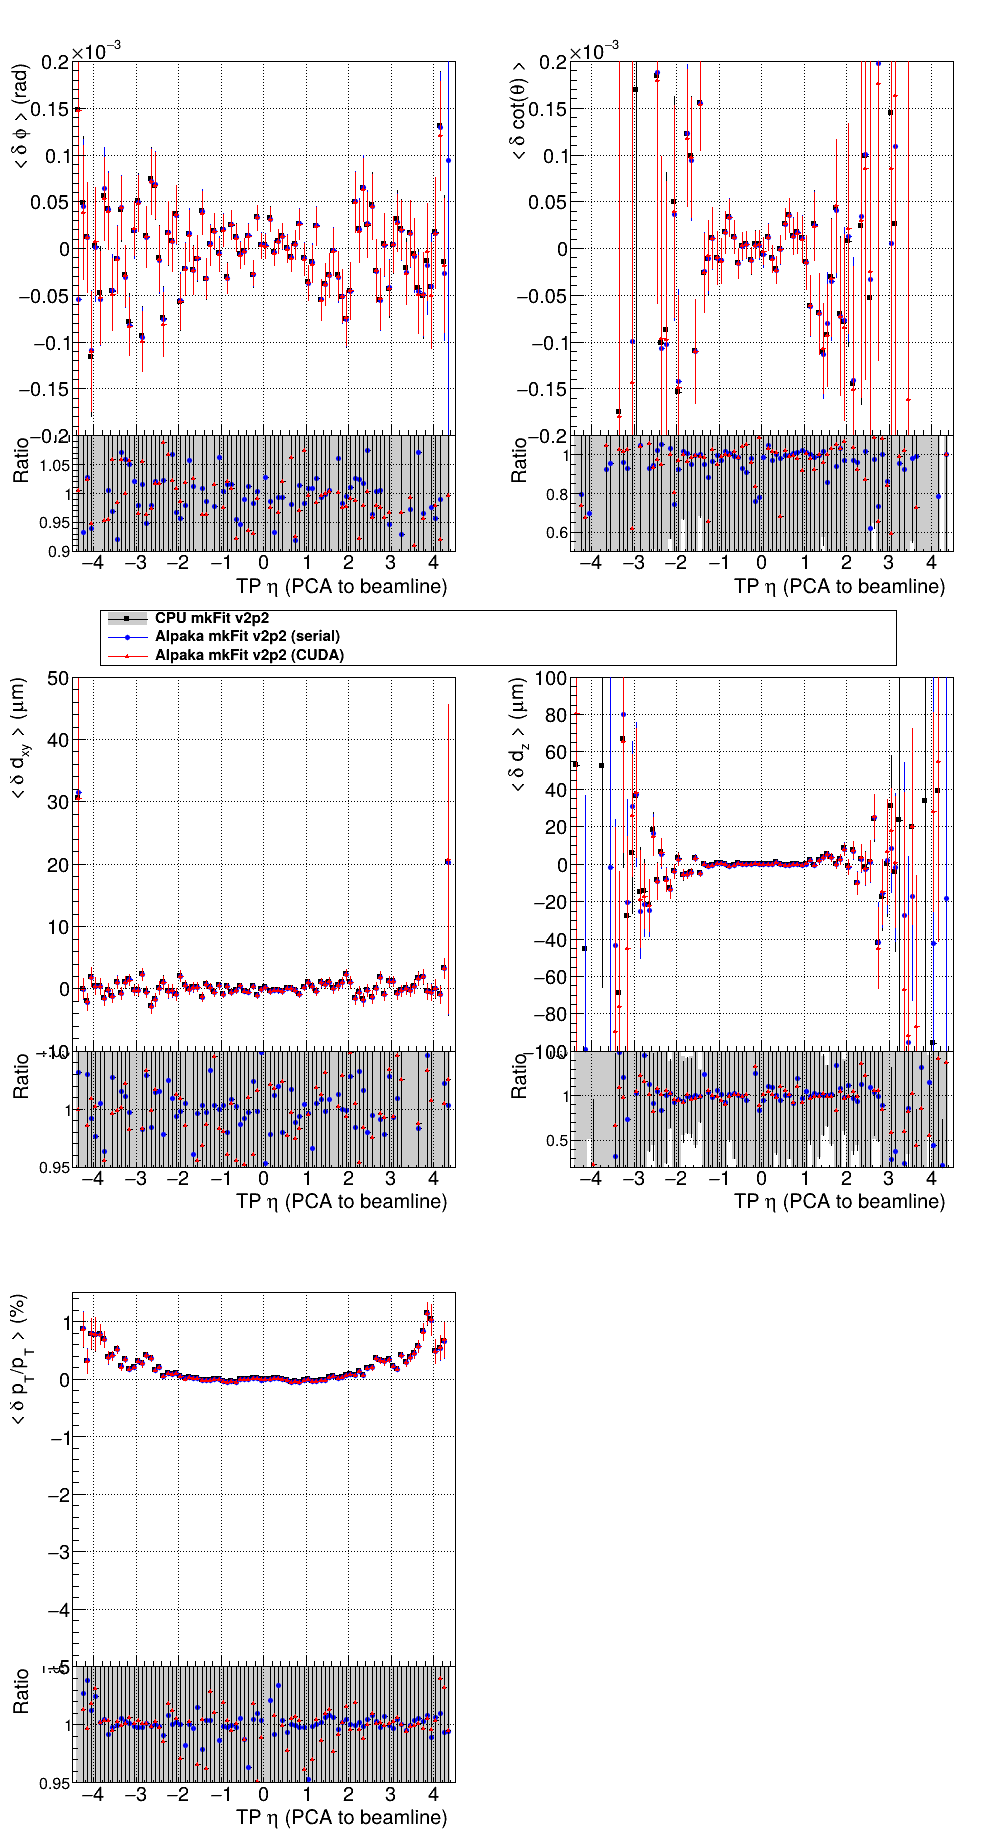 ×10⁻³
< δ φ > (rad)
0.2
0.15
0.1
0.05
0
−0.05
−0.1
−0.15
−0.2
Ratio
1.05
1
0.95
0.9
−4 −3 −2 −1 0 1 2 3 4
TP η (PCA to beamline)
×10⁻³
< δ cot(θ) >
0.2
0.15
0.1
0.05
0
−0.05
−0.1
−0.15
−0.2
Ratio
1
0.8
0.6
−4 −3 −2 −1 0 1 2 3 4
TP η (PCA to beamline)
CPU mkFit v2p2
Alpaka mkFit v2p2 (serial)
Alpaka mkFit v2p2 (CUDA)
< δ d_xy > (μm)
50
40
30
20
10
0
−10
Ratio
1
0.95
−4 −3 −2 −1 0 1 2 3 4
TP η (PCA to beamline)
< δ d_z > (μm)
100
80
60
40
20
0
−20
−40
−60
−80
−100
Ratio
1
0.5
−4 −3 −2 −1 0 1 2 3 4
TP η (PCA to beamline)
< δ p_T/p_T > (%)
1
0
−1
−2
−3
−4
Ratio
1
0.95
−4 −3 −2 −1 0 1 2 3 4
TP η (PCA to beamline)